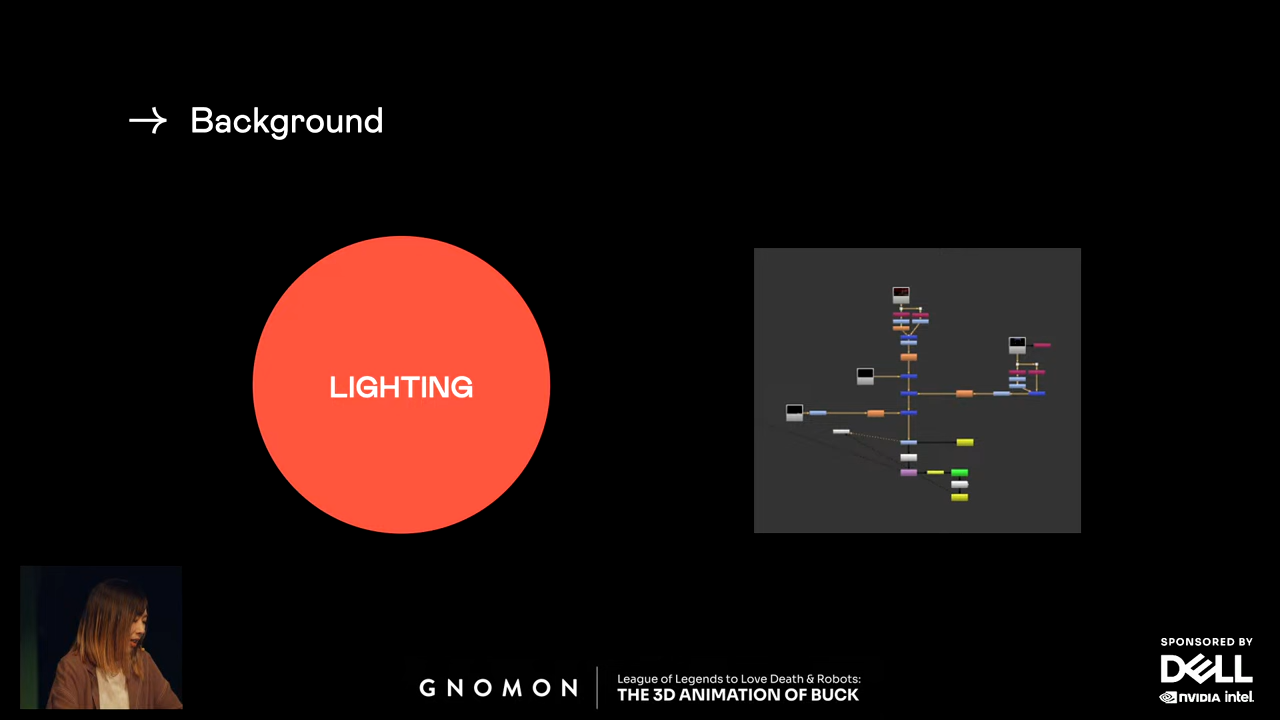 Background
LIGHTING
SPONSORED BY
DELL
NVIDIA intel.
GNOMON
League of Legends to Love Death & Robots:
THE 3D ANIMATION OF BUCK